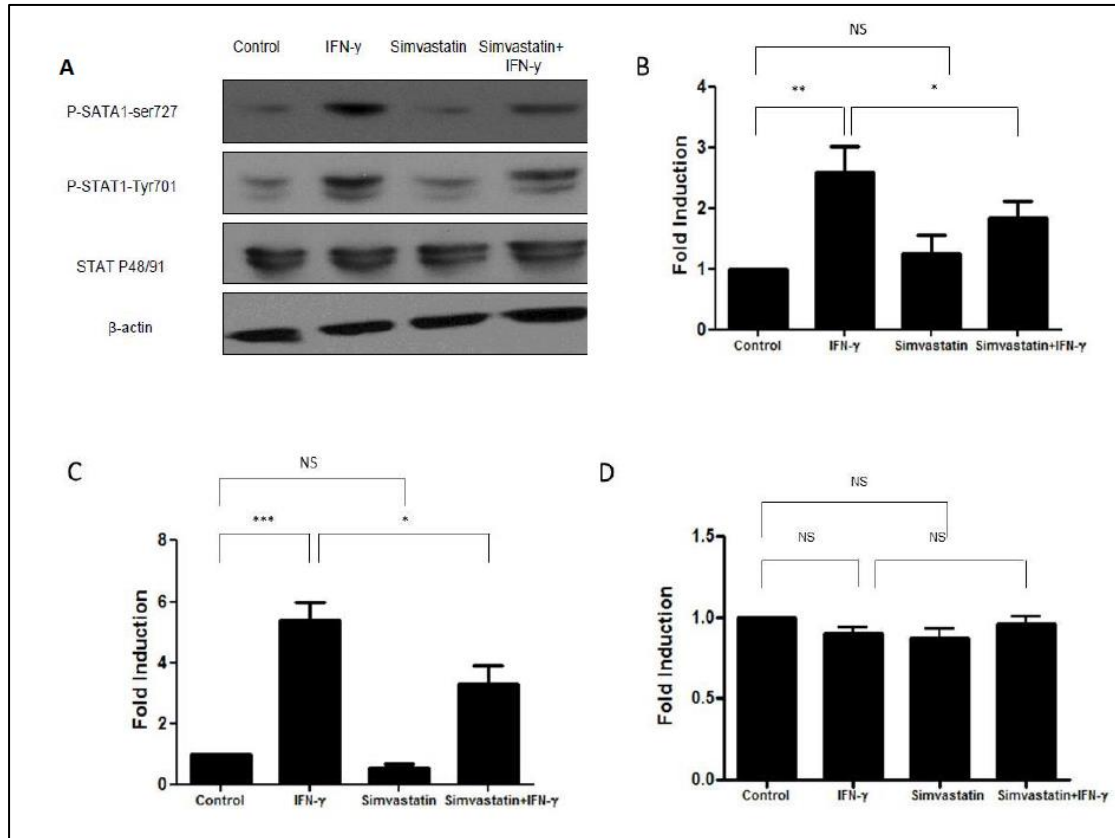 A
Control IFN-γ Simvastatin Simvastatin+
IFN-γ
P-SATA1-ser727
P-STAT1-Tyr701
STAT P48/91
β-actin
B
NS
** *
Fold Induction
4
3
2
1
0
Control IFN-γ Simvastatin Simvastatin+IFN-γ
C
NS
*** *
Fold Induction
8
6
4
2
0
Control IFN-γ Simvastatin Simvastatin+IFN-γ
D
NS
NS NS
Fold Induction
1.5
1.0
0.5
0.0
Control IFN-γ Simvastatin Simvastatin+IFN-γ